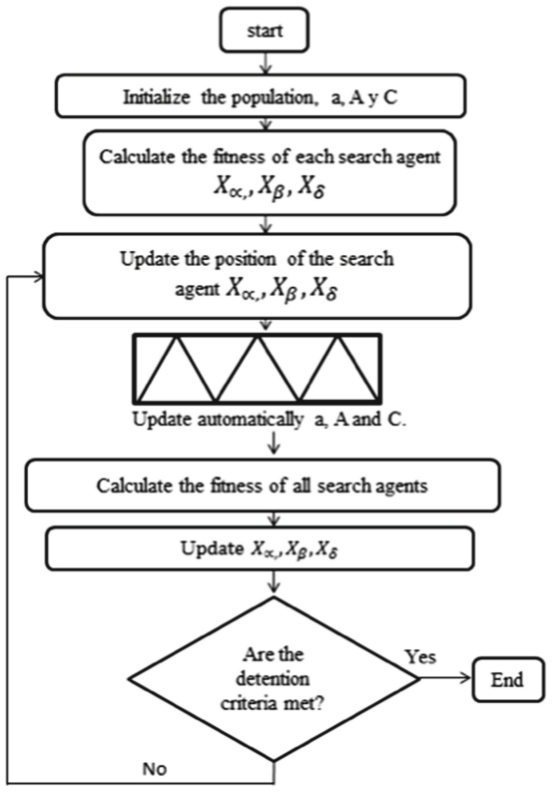 start
Initialize the population, a, A y C
Calculate the fitness of each search agent
X∝,, Xβ, Xδ
Update the position of the search
agent X∝,, Xβ, Xδ
Update automatically a, A and C.
Calculate the fitness of all search agents
Update X∝,, Xβ, Xδ
Are the
detention
criteria met?
Yes
End
No